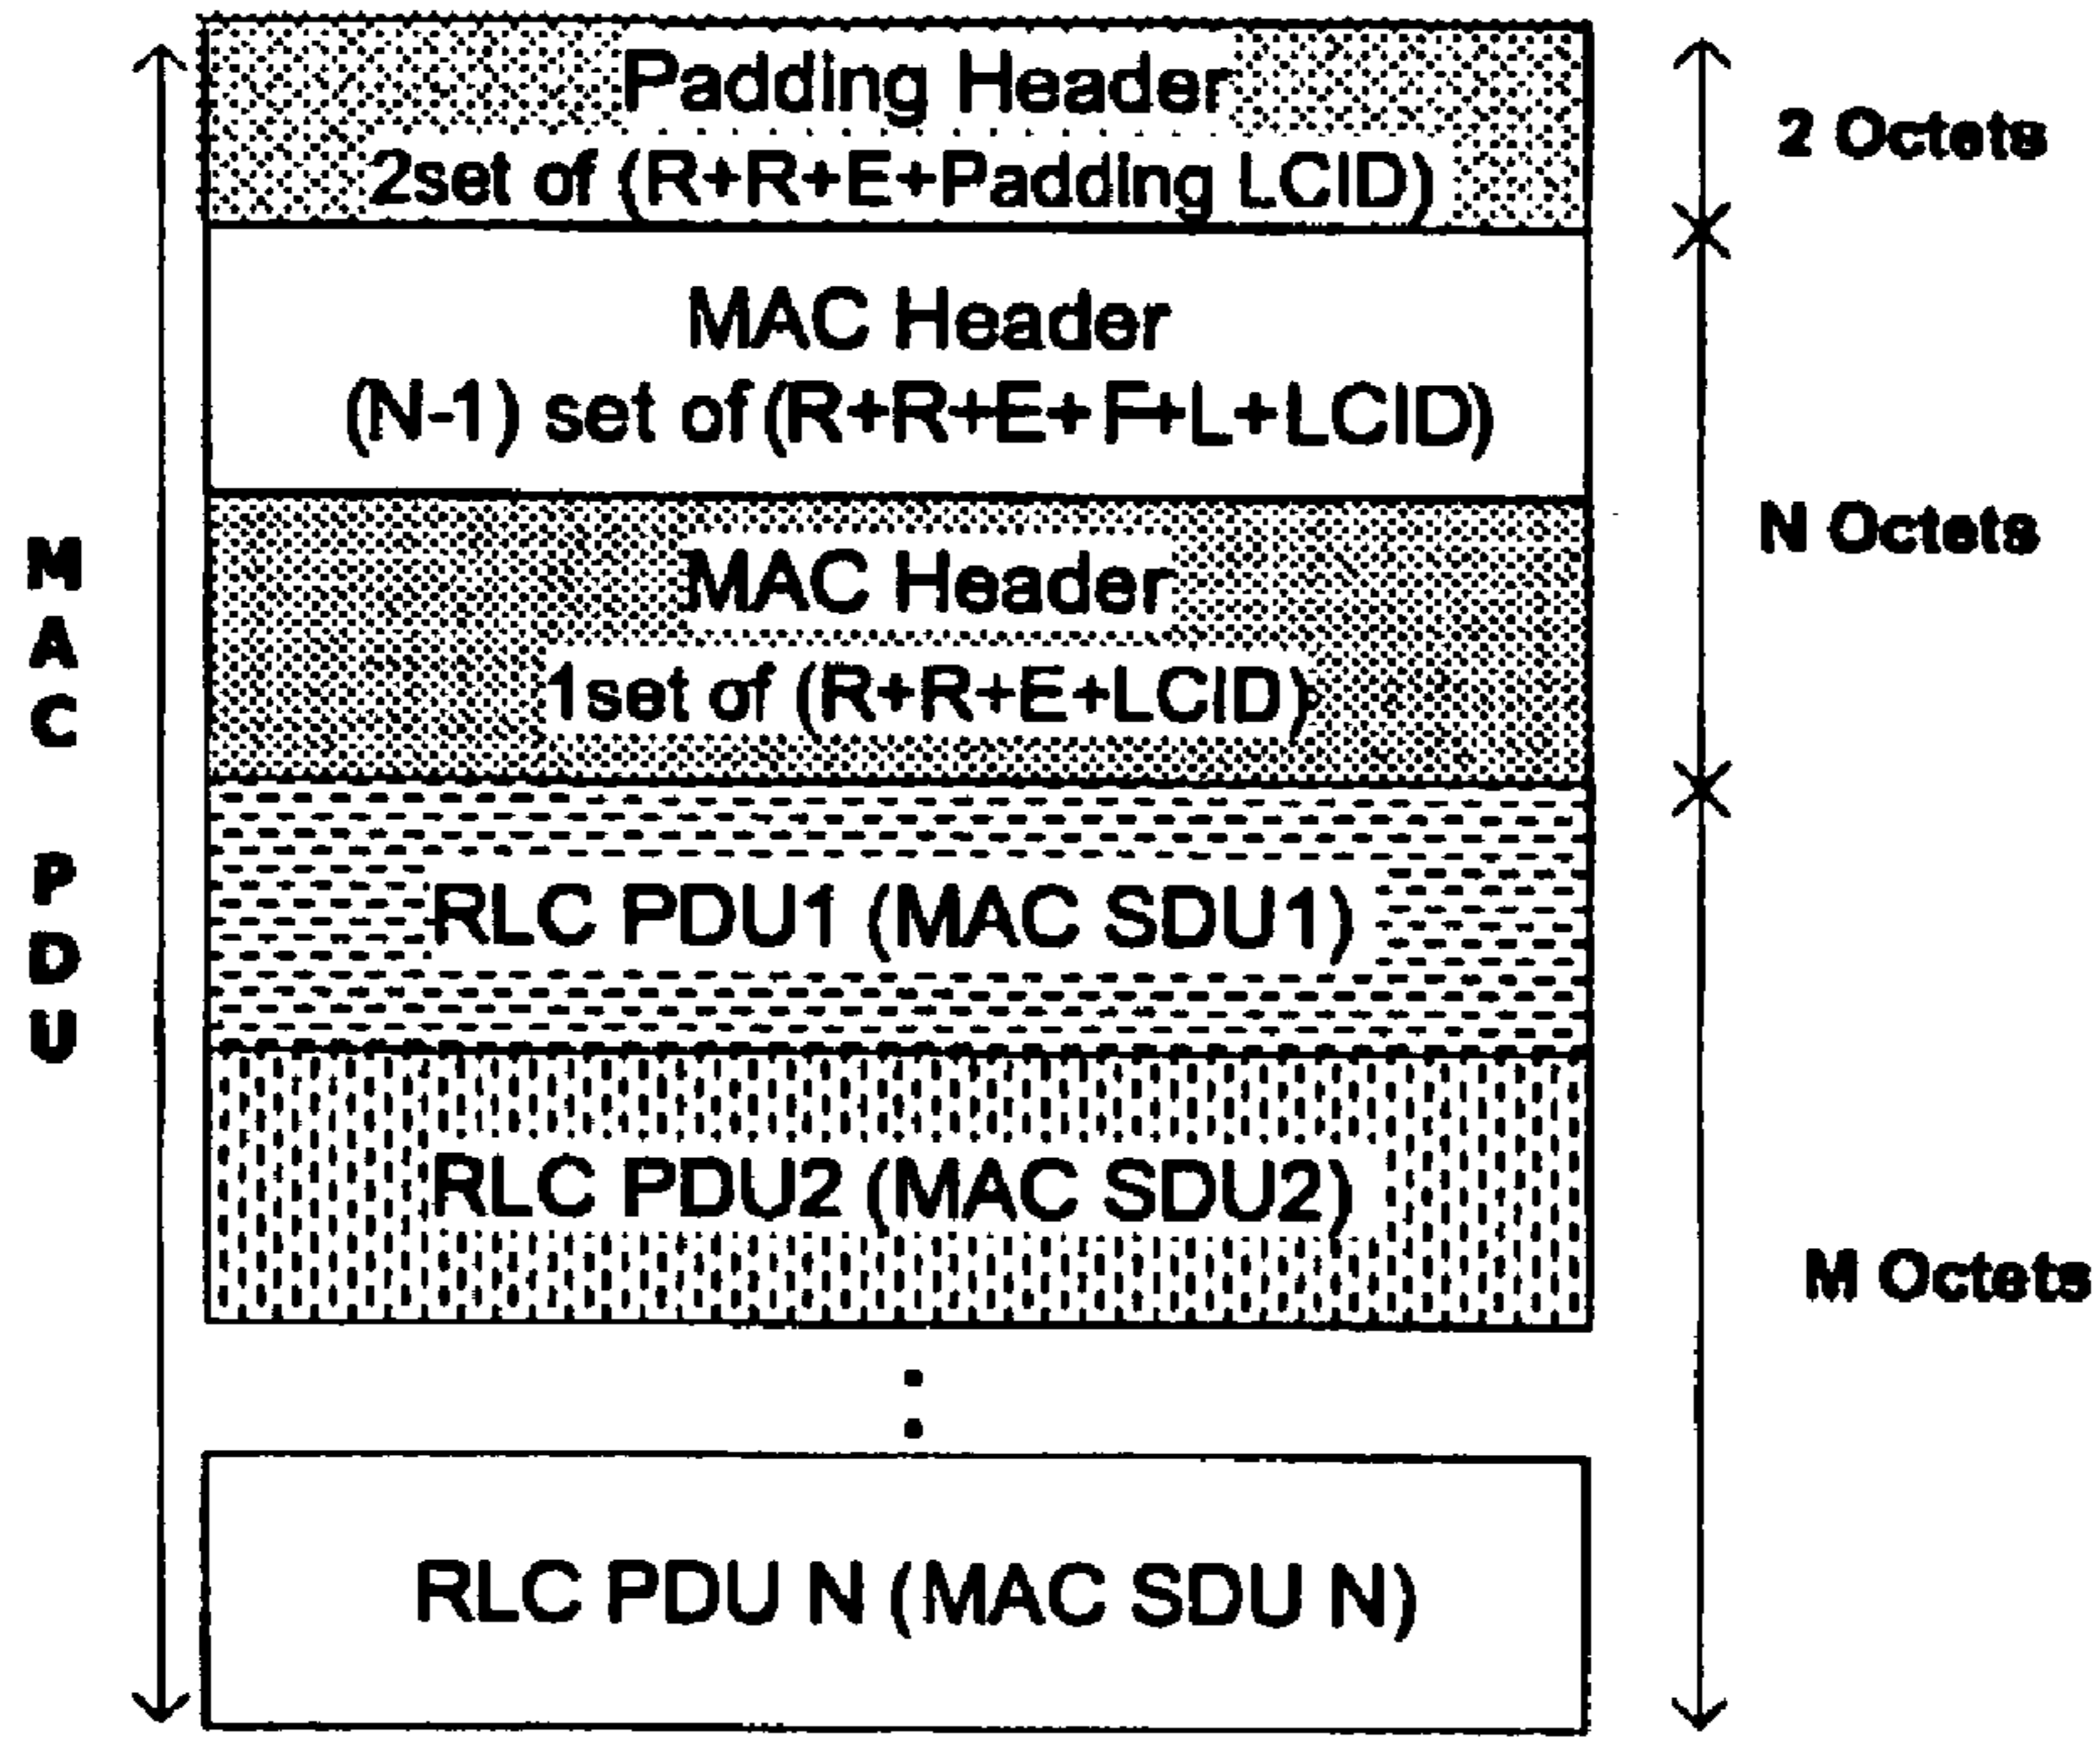 Padding Header
2set of (R+R+E+Padding LCID)
2 Octets
MAC Header
(N-1) set of (R+R+E+F+L+LCID)
N Octets
MAC Header
1set of (R+R+E+LCID)
MAC PDU
RLC PDU1 (MAC SDU1)
RLC PDU2 (MAC SDU2)
M Octets
RLC PDU N (MAC SDU N)